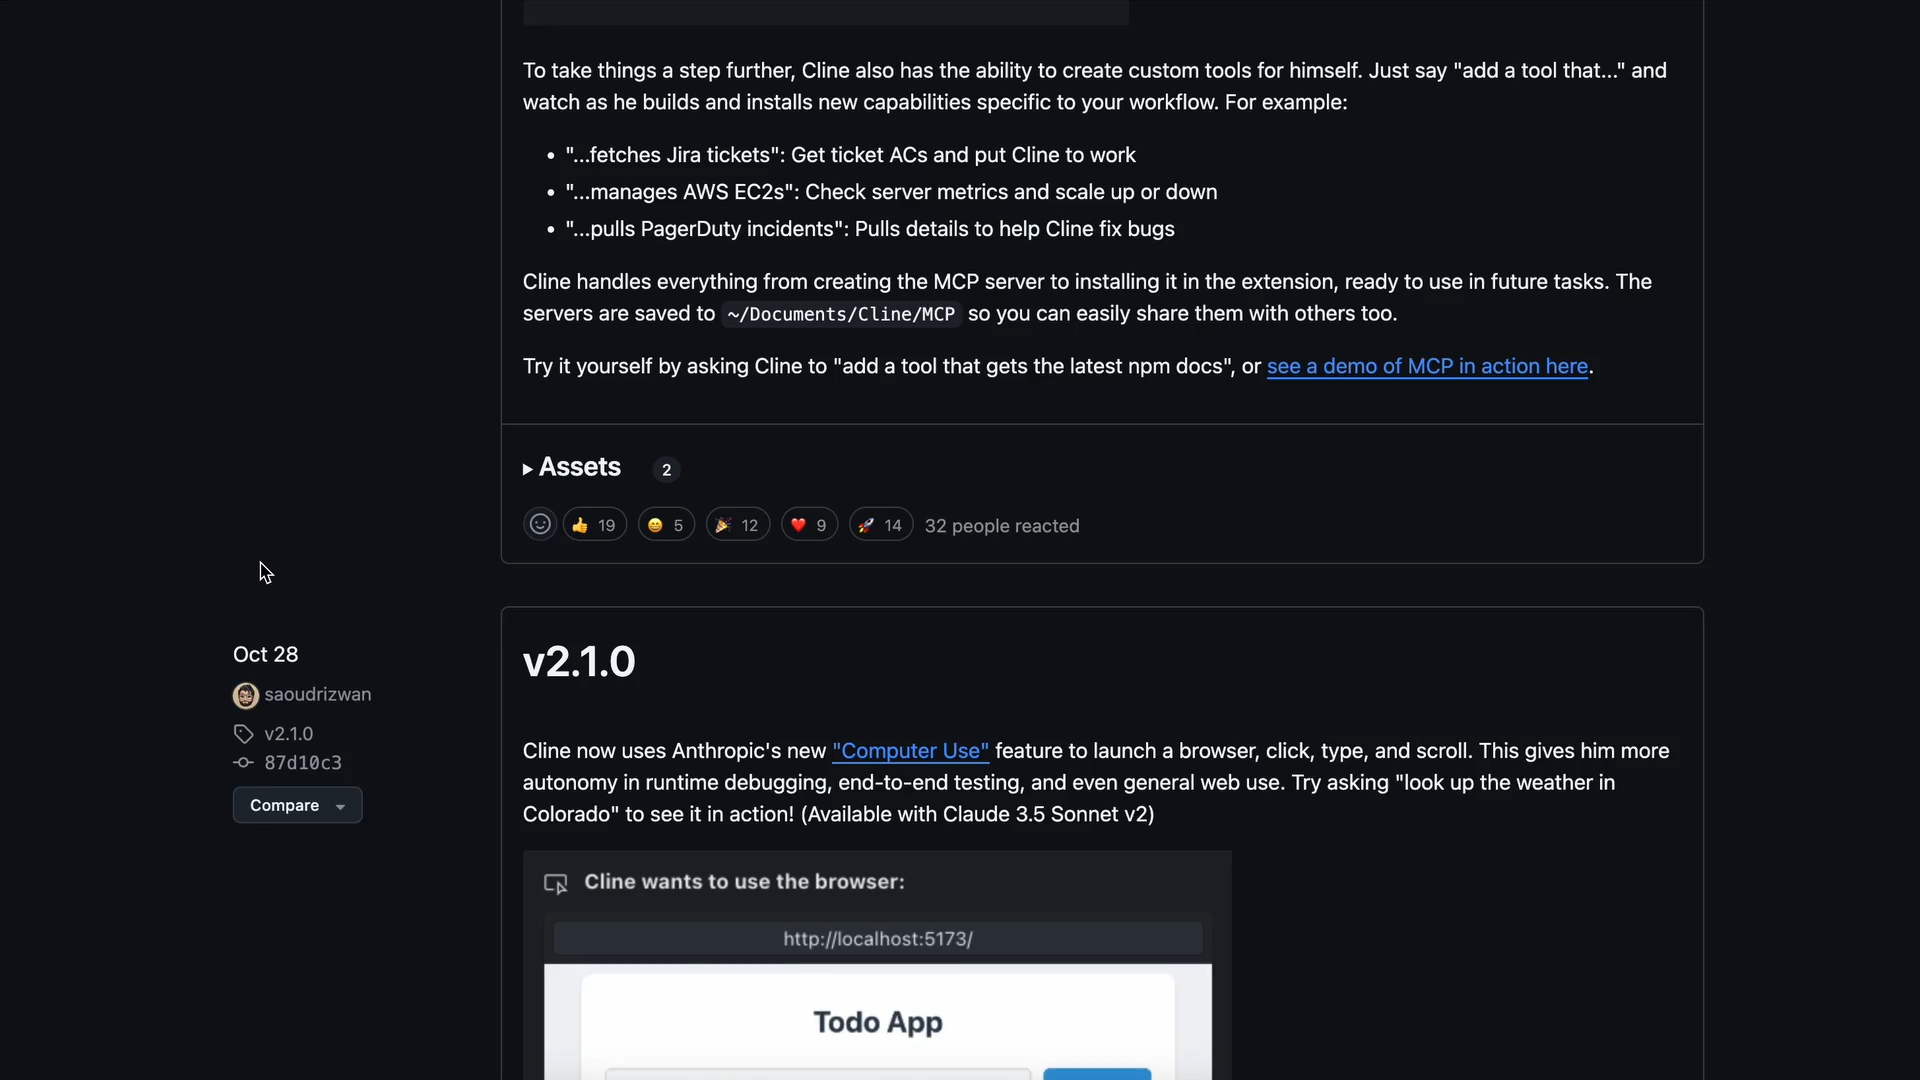 To take things a step further, Cline also has the ability to create custom tools for himself. Just say "add a tool that..." and
watch as he builds and installs new capabilities specific to your workflow. For example:
• "...fetches Jira tickets": Get ticket ACs and put Cline to work
• "...manages AWS EC2s": Check server metrics and scale up or down
• "...pulls PagerDuty incidents": Pulls details to help Cline fix bugs
Cline handles everything from creating the MCP server to installing it in the extension, ready to use in future tasks. The
servers are saved to ~/Documents/Cline/MCP so you can easily share them with others too.
Try it yourself by asking Cline to "add a tool that gets the latest npm docs", or see a demo of MCP in action here.
Assets 2
👍 19 😄 5 🎉 12 ❤️ 9 🚀 14 32 people reacted
Oct 28
saoudrizwan
v2.1.0
87d10c3
Compare
v2.1.0
Cline now uses Anthropic's new "Computer Use" feature to launch a browser, click, type, and scroll. This gives him more
autonomy in runtime debugging, end-to-end testing, and even general web use. Try asking "look up the weather in
Colorado" to see it in action! (Available with Claude 3.5 Sonnet v2)
Cline wants to use the browser:
http://localhost:5173/
Todo App